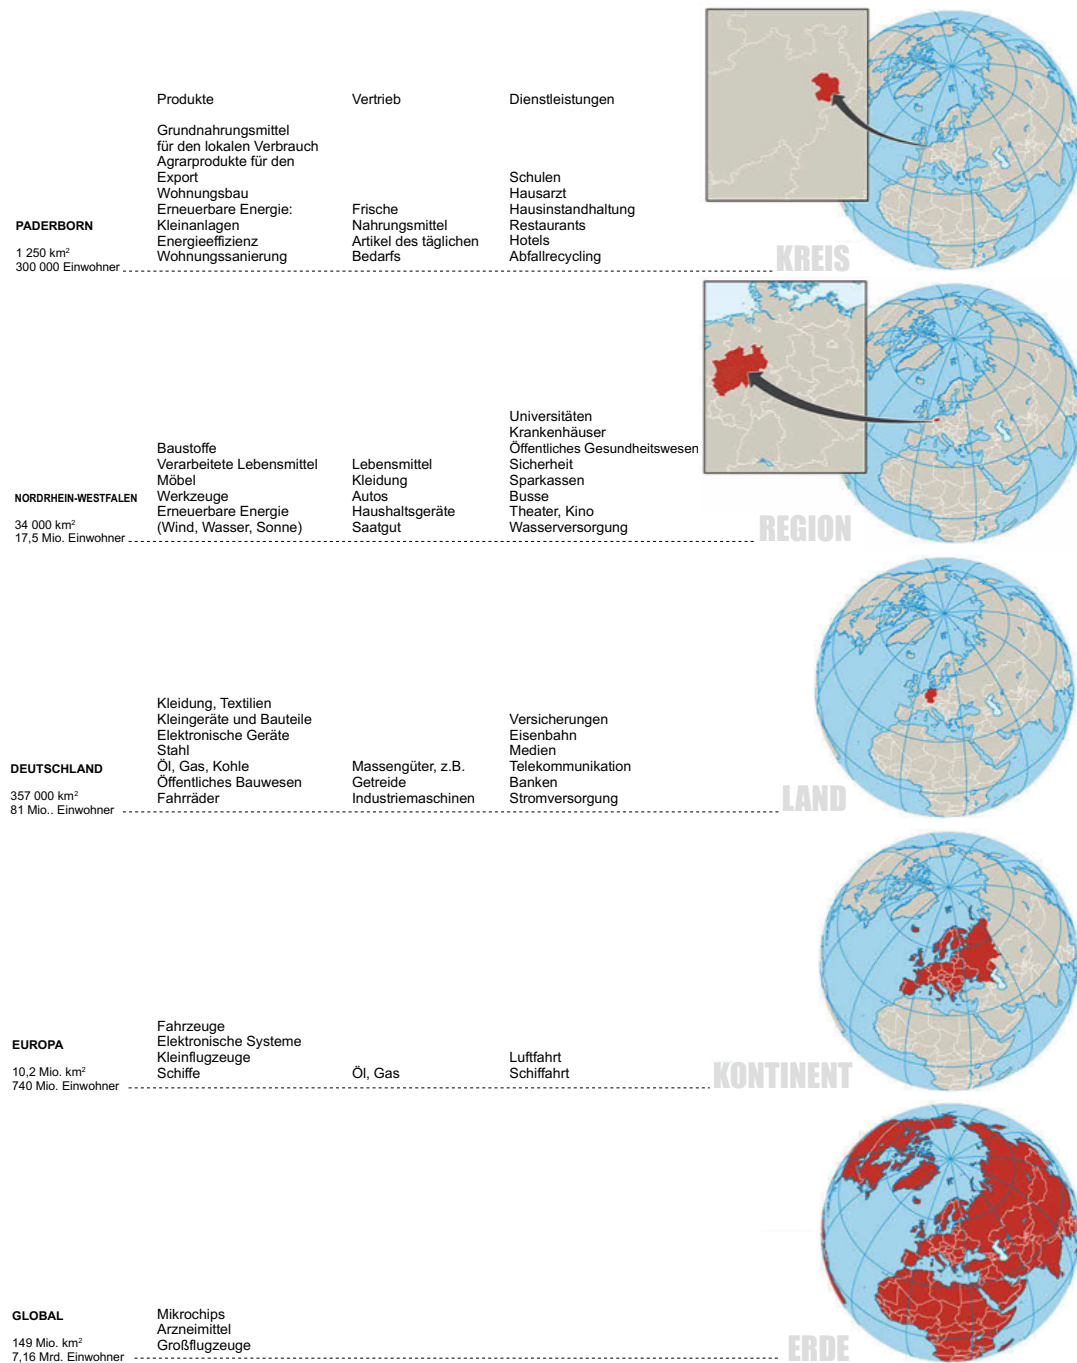 Produkte
Vertrieb
Dienstleistungen
Grundnahrungsmittel
für den lokalen Verbrauch
Agrarprodukte für den
Export
Wohnungsbau
Erneuerbare Energie:
Kleinanlagen
Energieeffizienz
Wohnungssanierung
Frische
Nahrungsmittel
Artikel des täglichen
Bedarfs
Schulen
Hausarzt
Hausinstandhaltung
Restaurants
Hotels
Abfallrecycling
PADERBORN
1 250 km²
300 000 Einwohner
KREIS
Baustoffe
Verarbeitete Lebensmittel
Möbel
Werkzeuge
Erneuerbare Energie
(Wind, Wasser, Sonne)
Lebensmittel
Kleidung
Autos
Haushaltsgeräte
Saatgut
Universitäten
Krankenhäuser
Öffentliches Gesundheitswesen
Sicherheit
Sparkassen
Busse
Theater, Kino
Wasserversorgung
NORDRHEIN-WESTFALEN
34 000 km²
17,5 Mio. Einwohner
REGION
Kleidung, Textilien
Kleingeräte und Bauteile
Elektronische Geräte
Stahl
Öl, Gas, Kohle
Öffentliches Bauwesen
Fahrräder
Massengüter, z.B.
Getreide
Industriemaschinen
Versicherungen
Eisenbahn
Medien
Telekommunikation
Banken
Stromversorgung
DEUTSCHLAND
357 000 km²
81 Mio.. Einwohner
LAND
Fahrzeuge
Elektronische Systeme
Kleinflugzeuge
Schiffe
Öl, Gas
Luftfahrt
Schiffahrt
EUROPA
10,2 Mio. km²
740 Mio. Einwohner
KONTINENT
Mikrochips
Arzneimittel
Großflugzeuge
GLOBAL
149 Mio. km²
7,16 Mrd. Einwohner
ERDE